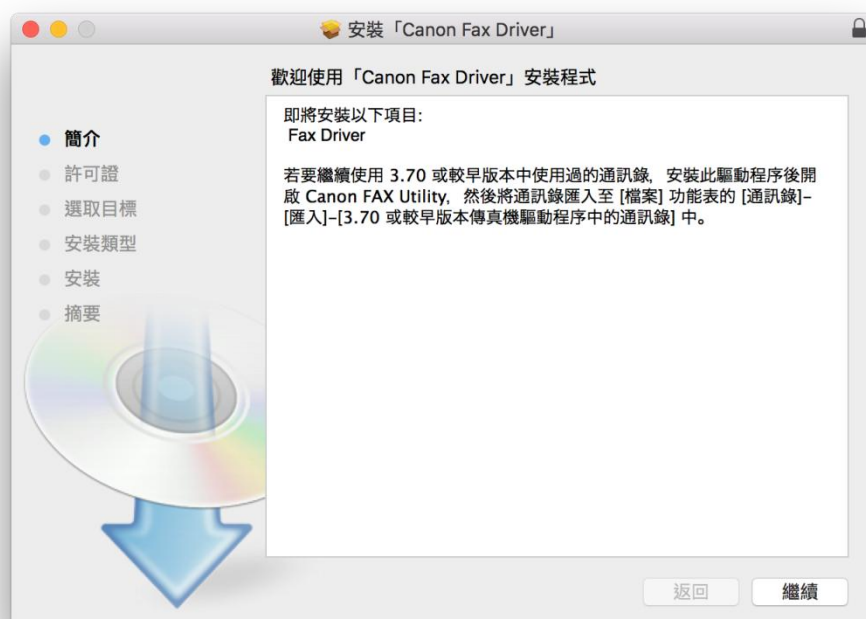 安裝「Canon Fax Driver」
歡迎使用「Canon Fax Driver」安裝程式
簡介
許可證
選取目標
安裝類型
安裝
摘要
即將安裝以下項目:
Fax Driver
若要繼續使用 3.70 或較早版本中使用過的通訊錄，安裝此驅動程序後開
啟 Canon FAX Utility，然後將通訊錄匯入至 [檔案] 功能表的 [通訊錄]–
[匯入]–[3.70 或較早版本傳真機驅動程序中的通訊錄] 中。
返回
繼續